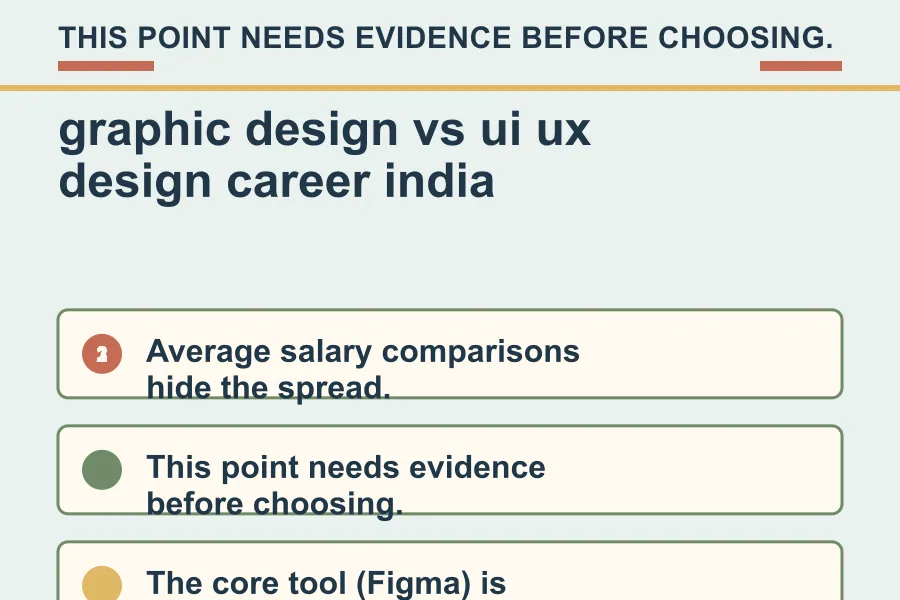 THIS POINT NEEDS EVIDENCE BEFORE CHOOSING.
graphic design vs ui ux
design career india
Average salary comparisons
hide the spread.
This point needs evidence
before choosing.
The core tool (Figma) is